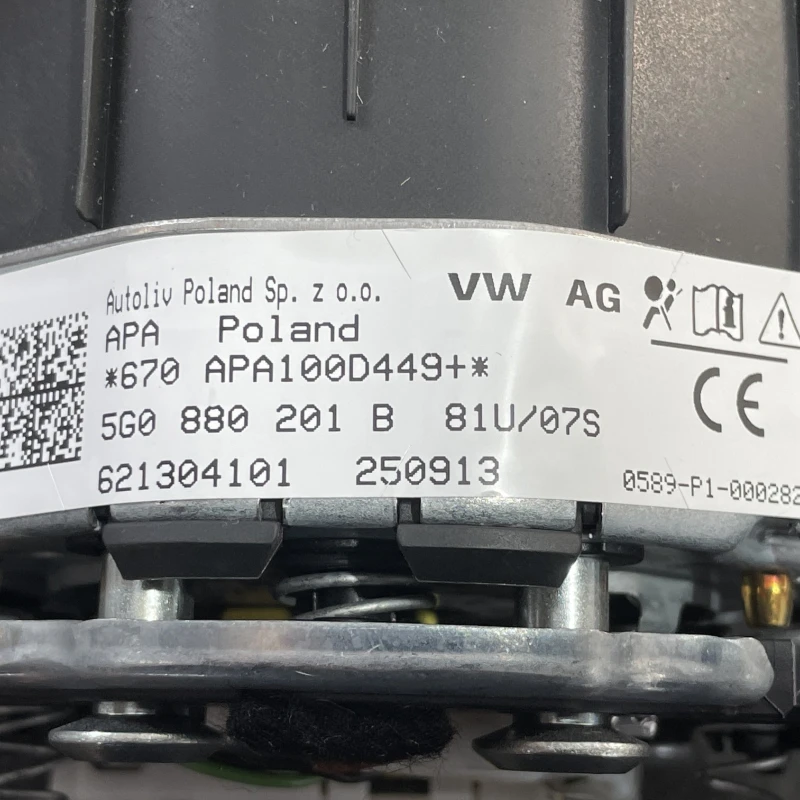 Autoliv Poland Sp. z o.o. VW AG
APA Poland
*670 APA100D449+*
5G0 880 201 B 81U/07S
CE
621304101 250913
0589-P1-000282